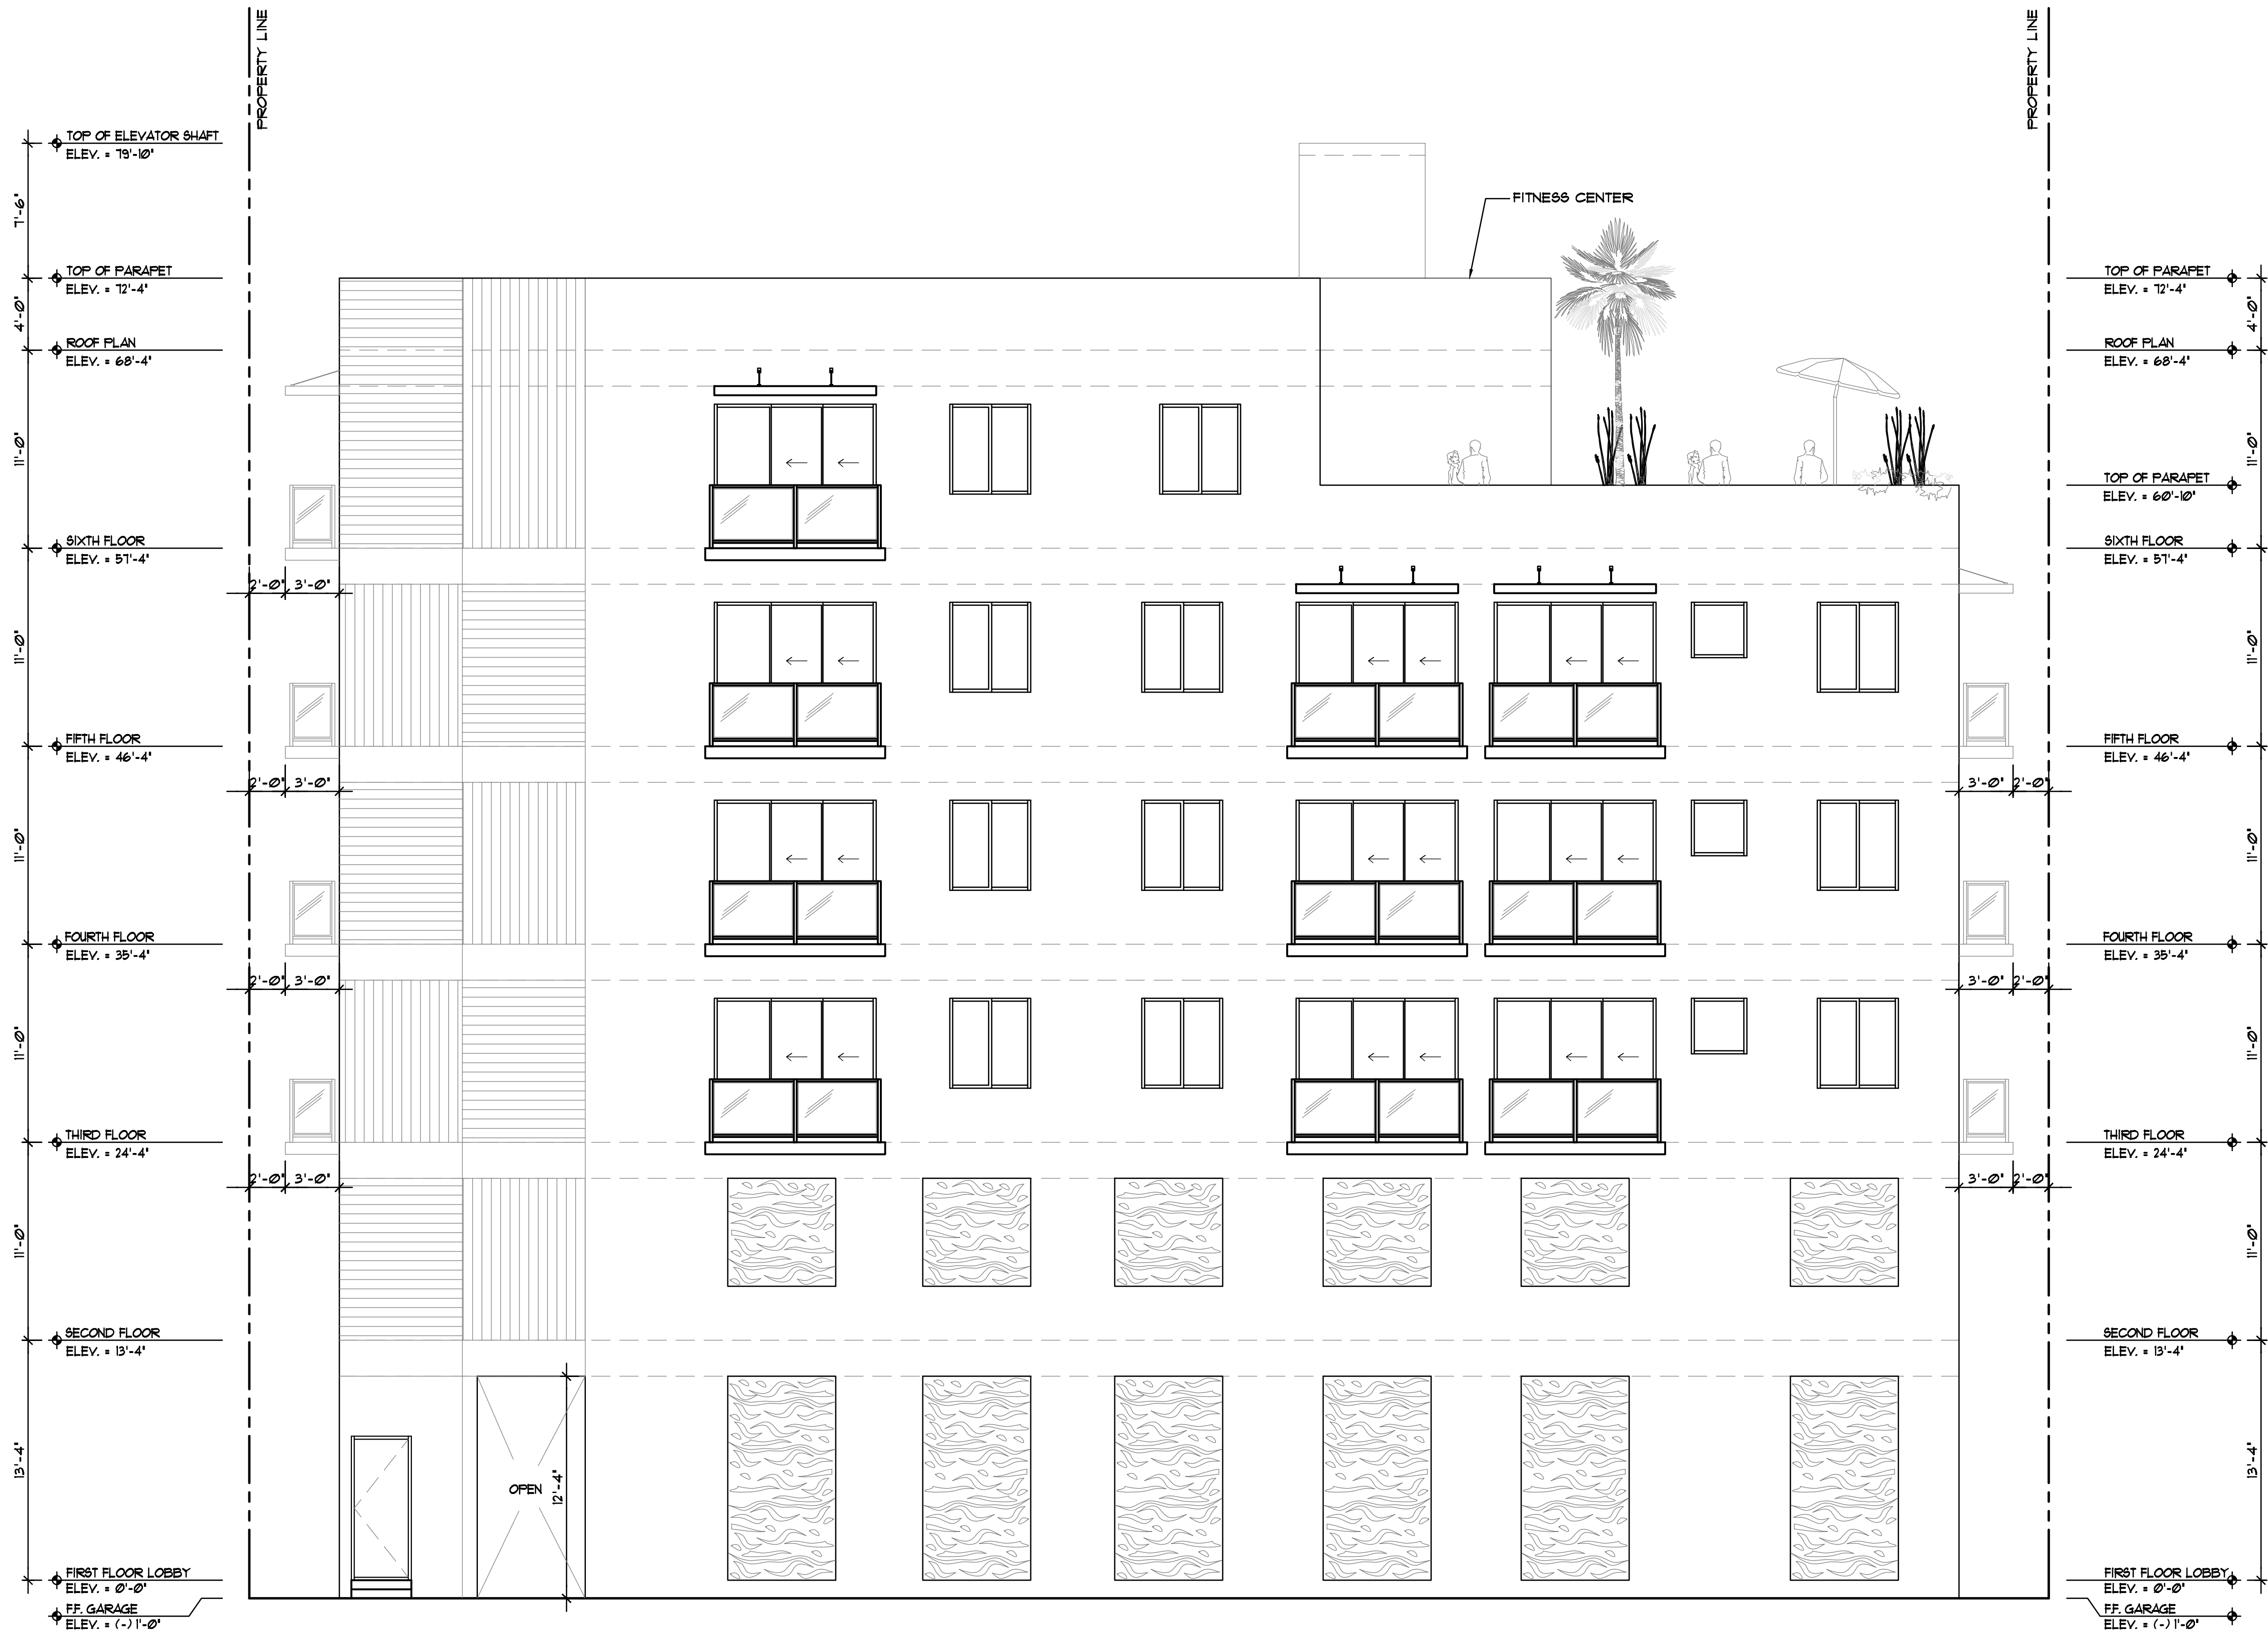 PROPERTY LINE
PROPERTY LINE
TOP OF ELEVATOR SHAFT
ELEV. = 79'-10"
7'-6"
FITNESS CENTER
TOP OF PARAPET
ELEV. = 72'-4"
TOP OF PARAPET
ELEV. = 72'-4"
4'-0"
4'-0"
ROOF PLAN
ELEV. = 68'-4"
ROOF PLAN
ELEV. = 68'-4"
11'-0"
11'-0"
TOP OF PARAPET
ELEV. = 60'-10"
SIXTH FLOOR
ELEV. = 57'-4"
SIXTH FLOOR
ELEV. = 57'-4"
2'-0" 3'-0"
11'-0"
11'-0"
FIFTH FLOOR
ELEV. = 46'-4"
FIFTH FLOOR
ELEV. = 46'-4"
2'-0" 3'-0"
3'-0" 2'-0"
11'-0"
11'-0"
FOURTH FLOOR
ELEV. = 35'-4"
FOURTH FLOOR
ELEV. = 35'-4"
2'-0" 3'-0"
3'-0" 2'-0"
11'-0"
11'-0"
THIRD FLOOR
ELEV. = 24'-4"
THIRD FLOOR
ELEV. = 24'-4"
2'-0" 3'-0"
3'-0" 2'-0"
11'-0"
11'-0"
SECOND FLOOR
ELEV. = 13'-4"
SECOND FLOOR
ELEV. = 13'-4"
13'-4"
OPEN
12'-4"
13'-4"
FIRST FLOOR LOBBY
ELEV. = 0'-0"
FIRST FLOOR LOBBY
ELEV. = 0'-0"
F.F. GARAGE
ELEV. = (-) 1'-0"
F.F. GARAGE
ELEV. = (-) 1'-0"